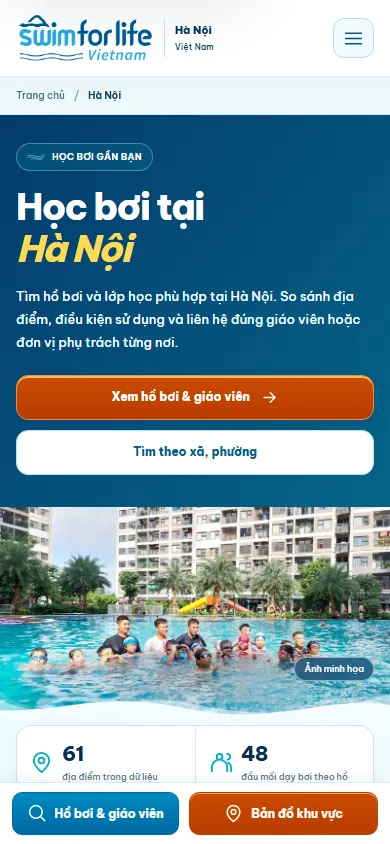 swimforlife
Vietnam
Hà Nội
Việt Nam
Trang chủ / Hà Nội
HỌC BƠI GẦN BẠN
Học bơi tại
Hà Nội
Tìm hồ bơi và lớp học phù hợp tại Hà Nội. So sánh địa
điểm, điều kiện sử dụng và liên hệ đúng giáo viên hoặc
đơn vị phụ trách từng nơi.
Xem hồ bơi & giáo viên →
Tìm theo xã, phường
Ảnh minh họa
61
địa điểm trong dữ liệu
48
đầu mối dạy bơi theo hồ
Hồ bơi & giáo viên
Bản đồ khu vực